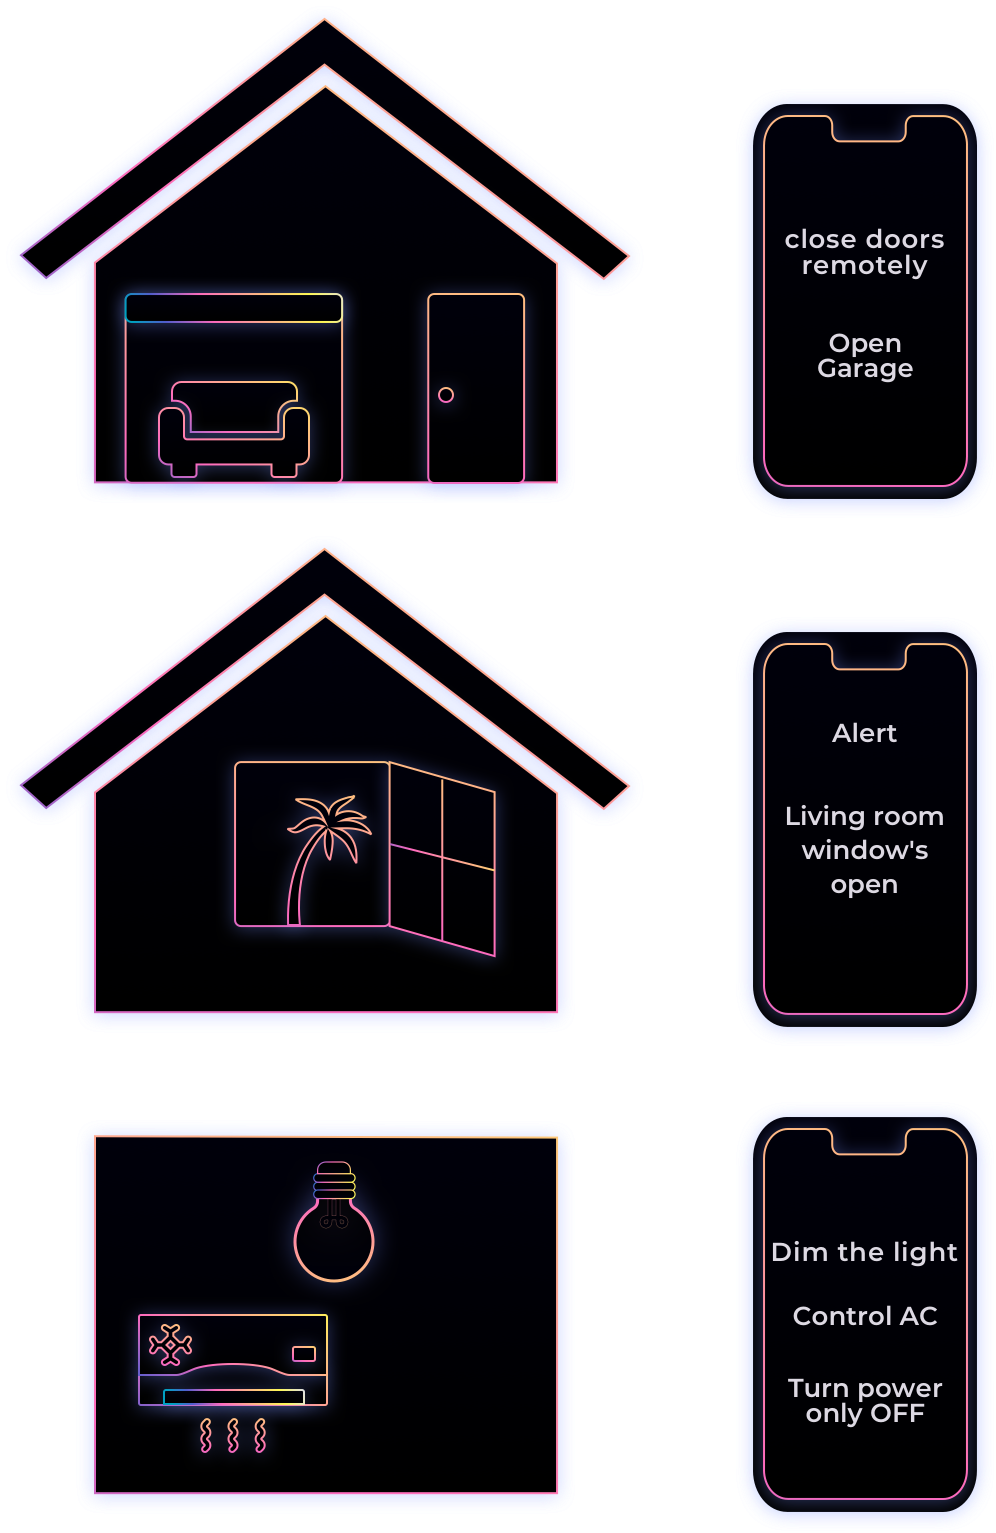 close doors
remotely
Open
Garage
Alert
Living room
window's
open
Dim the light
Control AC
Turn power
only OFF